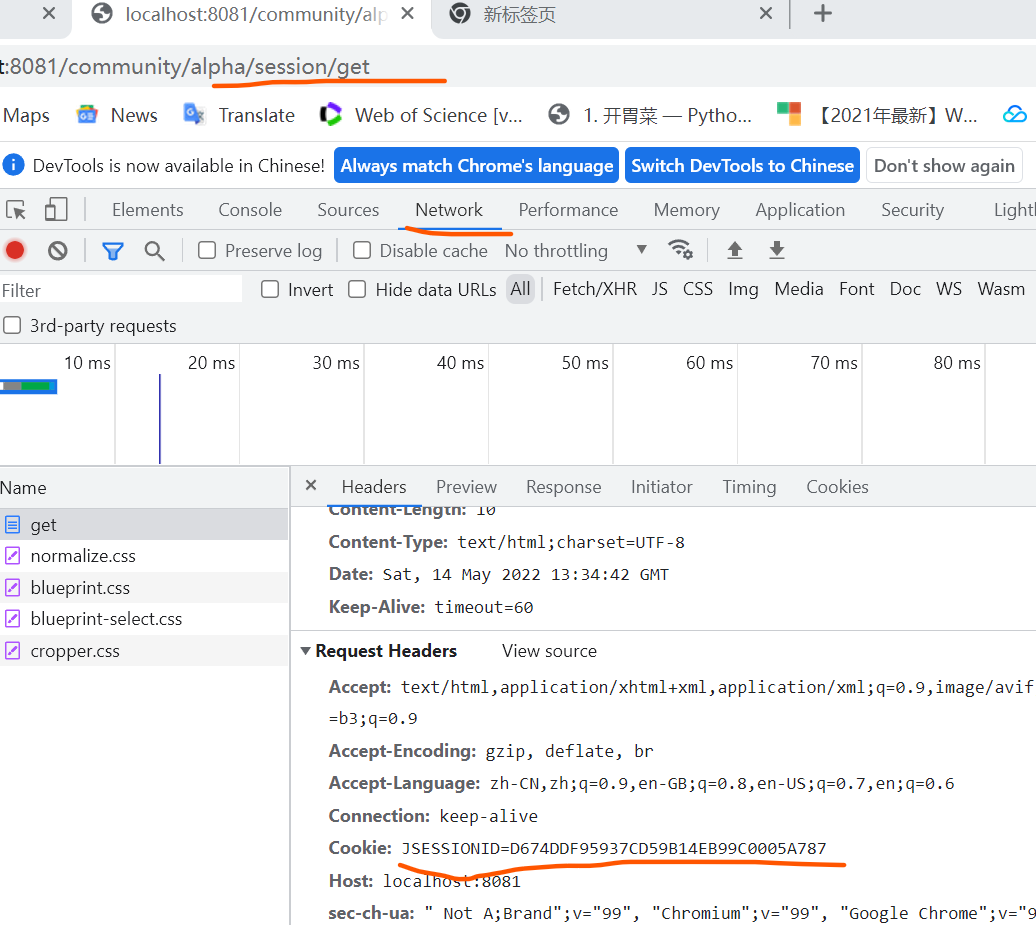 localhost:8081/community/alp
新标签页
t:8081/community/alpha/session/get
Maps News Translate Web of Science [v... 1. 开胃菜 — Pytho... 【2021年最新】W...
DevTools is now available in Chinese! Always match Chrome's language Switch DevTools to Chinese Don't show again
Elements Console Sources Network Performance Memory Application Security Lightl
Preserve log Disable cache No throttling
Filter Invert Hide data URLs All Fetch/XHR JS CSS Img Media Font Doc WS Wasm
3rd-party requests
10 ms 20 ms 30 ms 40 ms 50 ms 60 ms 70 ms 80 ms
Name
get
normalize.css
blueprint.css
blueprint-select.css
cropper.css
Headers Preview Response Initiator Timing Cookies
Content-Length: 10
Content-Type: text/html;charset=UTF-8
Date: Sat, 14 May 2022 13:34:42 GMT
Keep-Alive: timeout=60
Request Headers View source
Accept: text/html,application/xhtml+xml,application/xml;q=0.9,image/avif
=b3;q=0.9
Accept-Encoding: gzip, deflate, br
Accept-Language: zh-CN,zh;q=0.9,en-GB;q=0.8,en-US;q=0.7,en;q=0.6
Connection: keep-alive
Cookie: JSESSIONID=D674DDF95937CD59B14EB99C0005A787
Host: localhost:8081
sec-ch-ua: " Not A;Brand";v="99", "Chromium";v="99", "Google Chrome";v="9